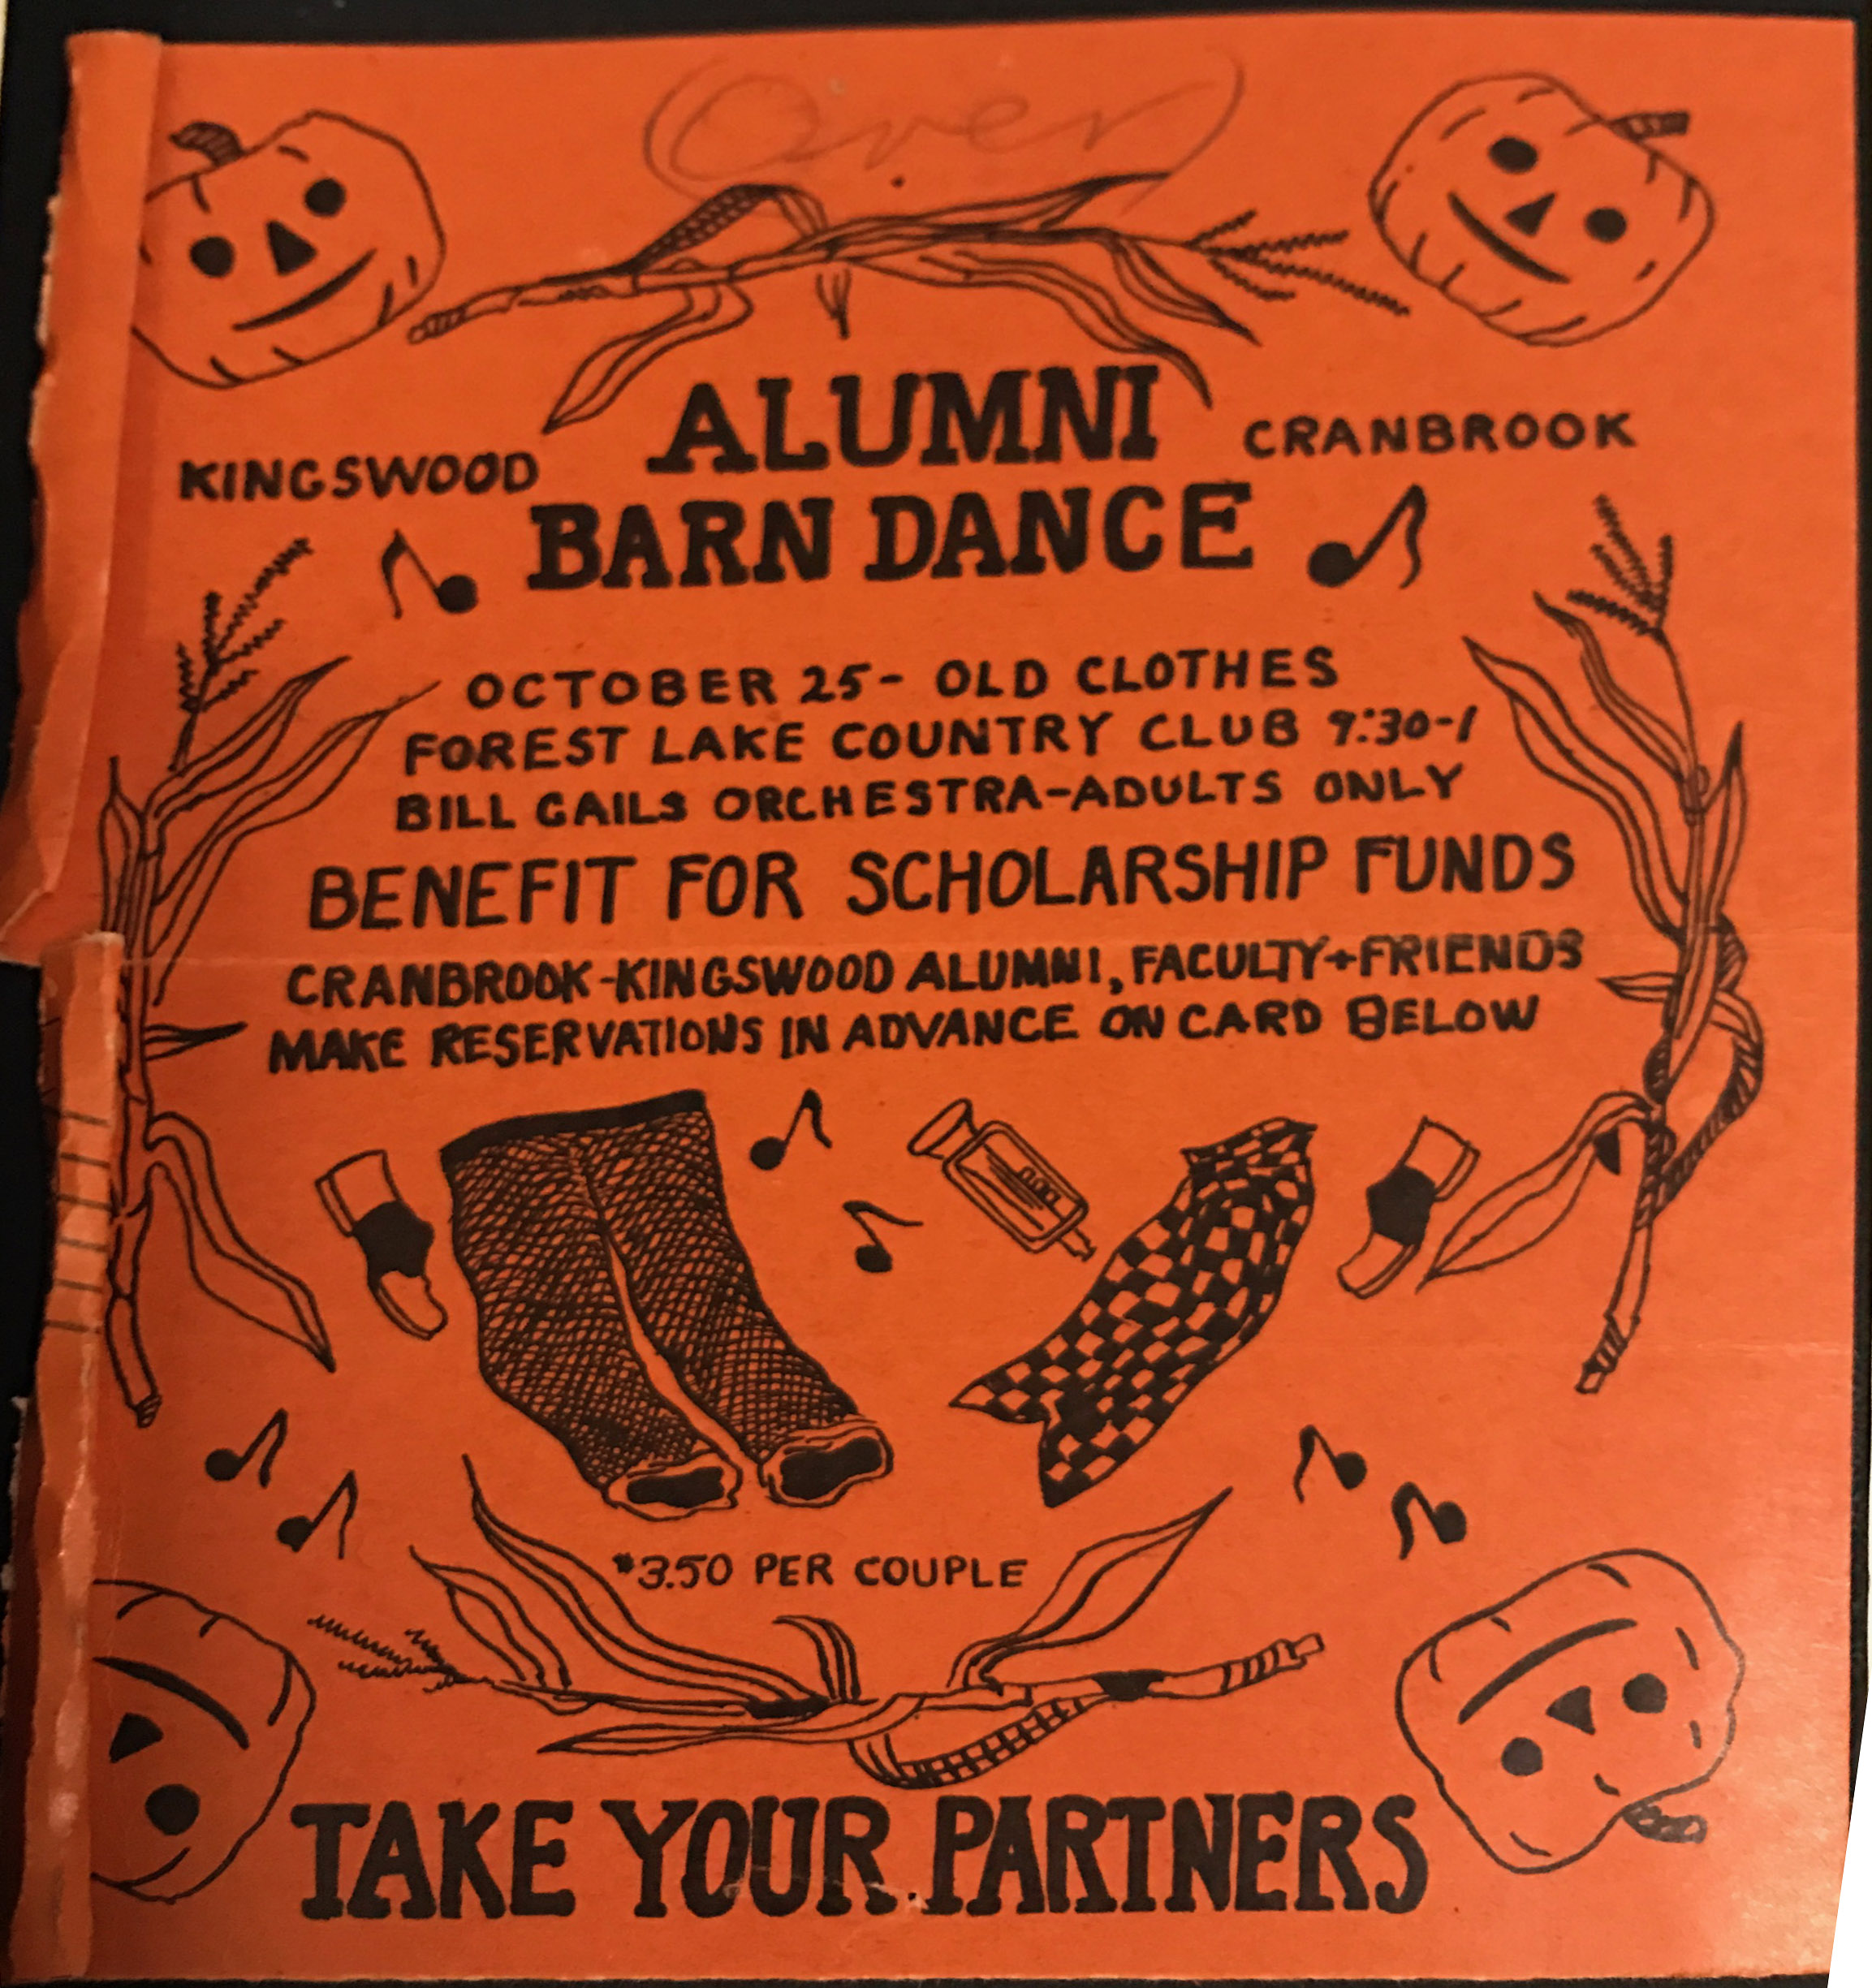 Over
ALUMNI
KINGSWOOD
CRANBROOK
BARN DANCE
OCTOBER 25- OLD CLOTHES
FOREST LAKE COUNTRY CLUB 9:30-1
BILL GAILS ORCHESTRA-ADULTS ONLY
BENEFIT FOR SCHOLARSHIP FUNDS
CRANBROOK-KINGSWOOD ALUMNI, FACULTY+FRIENDS
MAKE RESERVATIONS IN ADVANCE ON CARD BELOW
$3.50 PER COUPLE
TAKE YOUR PARTNERS